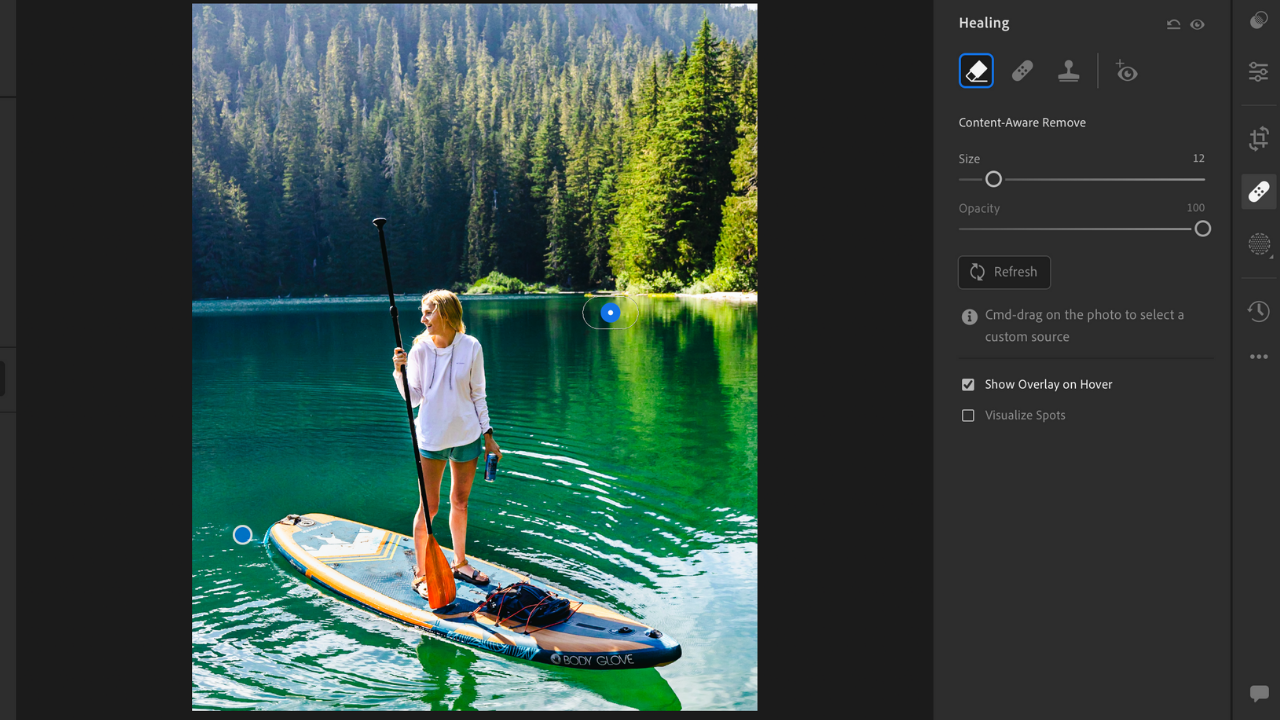 Healing
Content-Aware Remove
Size 12
Opacity 100
Refresh
Cmd-drag on the photo to select a
custom source
Show Overlay on Hover
Visualize Spots
BODY GLOVE